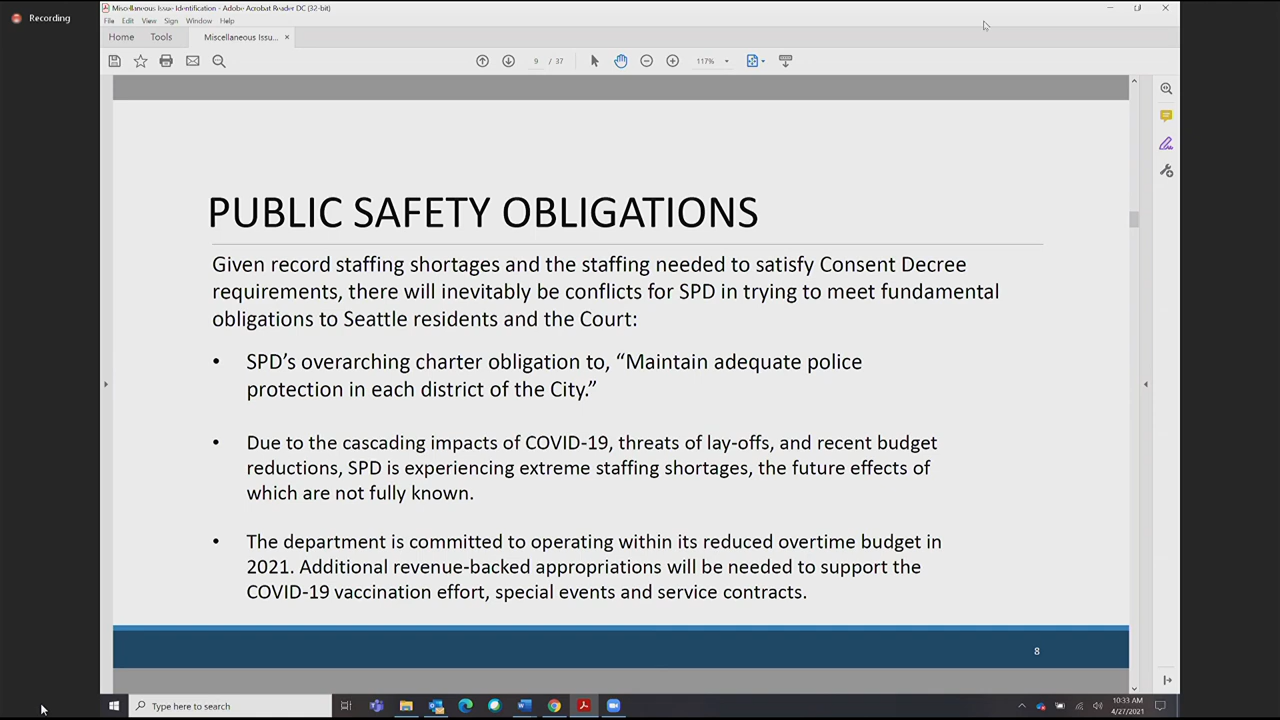 Recording
Miscellaneous Issue Identification - Adobe Acrobat Reader DC (32-bit)
File Edit View Sign Window Help
Home Tools Miscellaneous Issu... ×
9 / 37 117%
PUBLIC SAFETY OBLIGATIONS
Given record staffing shortages and the staffing needed to satisfy Consent Decree
requirements, there will inevitably be conflicts for SPD in trying to meet fundamental
obligations to Seattle residents and the Court:
• SPD’s overarching charter obligation to, “Maintain adequate police
protection in each district of the City.”
• Due to the cascading impacts of COVID-19, threats of lay-offs, and recent budget
reductions, SPD is experiencing extreme staffing shortages, the future effects of
which are not fully known.
• The department is committed to operating within its reduced overtime budget in
2021. Additional revenue-backed appropriations will be needed to support the
COVID-19 vaccination effort, special events and service contracts.
8
Type here to search
10:33 AM
4/27/2021